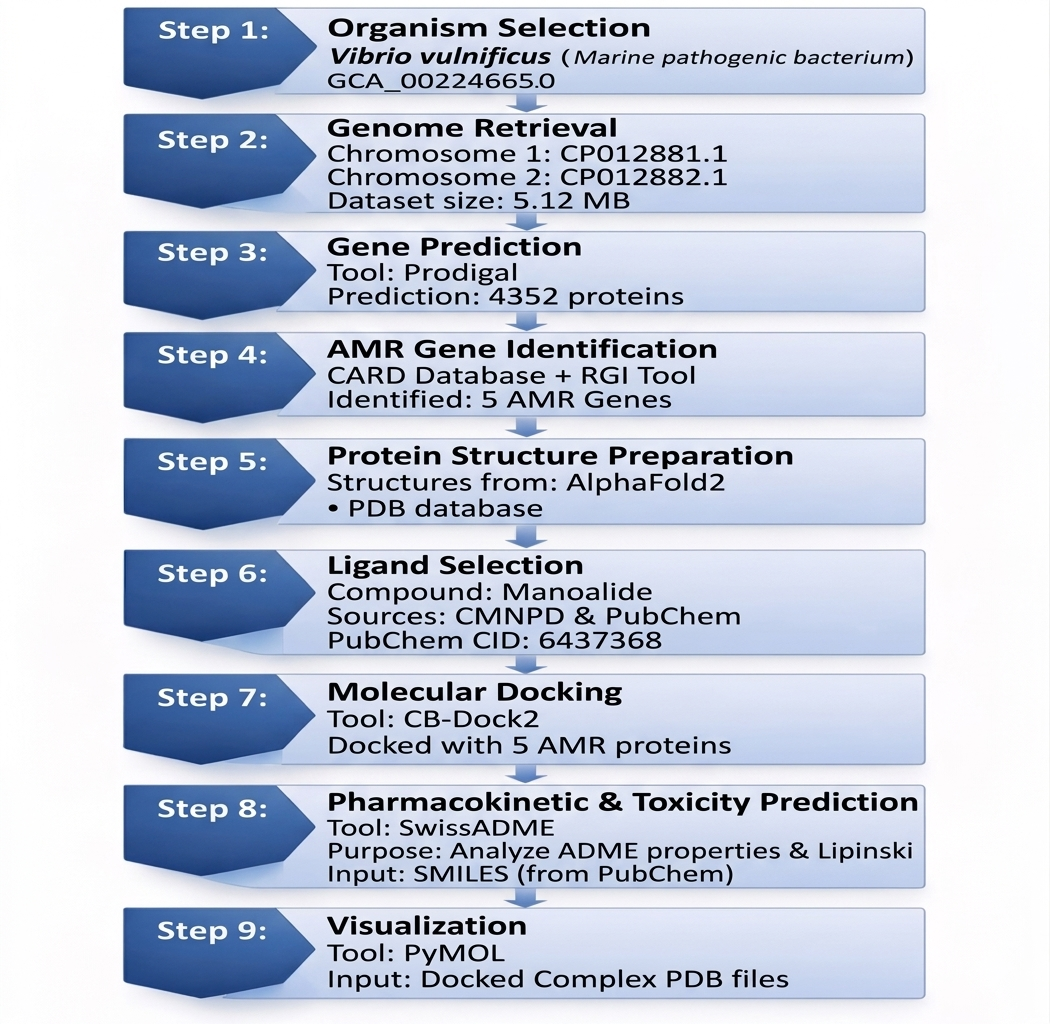 Step 1:
Organism Selection
Vibrio vulnificus (Marine pathogenic bacterium)
GCA_00224665.0
Step 2:
Genome Retrieval
Chromosome 1: CP012881.1
Chromosome 2: CP012882.1
Dataset size: 5.12 MB
Step 3:
Gene Prediction
Tool: Prodigal
Prediction: 4352 proteins
Step 4:
AMR Gene Identification
CARD Database + RGI Tool
Identified: 5 AMR Genes
Step 5:
Protein Structure Preparation
Structures from: AlphaFold2
• PDB database
Step 6:
Ligand Selection
Compound: Manoalide
Sources: CMNPD & PubChem
PubChem CID: 6437368
Step 7:
Molecular Docking
Tool: CB-Dock2
Docked with 5 AMR proteins
Step 8:
Pharmacokinetic & Toxicity Prediction
Tool: SwissADME
Purpose: Analyze ADME properties & Lipinski
Input: SMILES (from PubChem)
Step 9:
Visualization
Tool: PyMOL
Input: Docked Complex PDB files